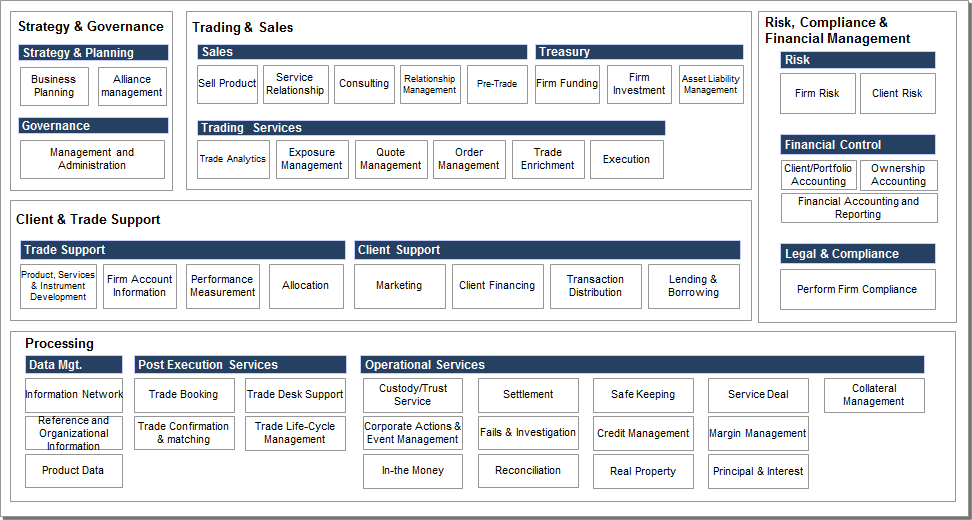 Strategy & Governance
Strategy & Planning
Business
Planning
Alliance
management
Governance
Management and
Administration
Trading & Sales
Sales
Sell Product
Service
Relationship
Consulting
Relationship
Management
Pre-Trade
Treasury
Firm Funding
Firm
Investment
Asset Liability
Management
Trading Services
Trade Analytics
Exposure
Management
Quote
Management
Order
Management
Trade
Enrichment
Execution
Risk, Compliance &
Financial Management
Risk
Firm Risk
Client Risk
Financial Control
Client/Portfolio
Accounting
Ownership
Accounting
Financial Accounting and
Reporting
Legal & Compliance
Perform Firm Compliance
Client & Trade Support
Trade Support
Product, Services
& Instrument
Development
Firm Account
Information
Performance
Measurement
Allocation
Client Support
Marketing
Client Financing
Transaction
Distribution
Lending &
Borrowing
Processing
Data Mgt.
Information Network
Reference and
Organizational
Information
Product Data
Post Execution Services
Trade Booking
Trade Desk Support
Trade Confirmation
& matching
Trade Life-Cycle
Management
Operational Services
Custody/Trust
Service
Settlement
Safe Keeping
Service Deal
Collateral
Management
Corporate Actions &
Event Management
Fails & Investigation
Credit Management
Margin Management
In-the Money
Reconciliation
Real Property
Principal & Interest